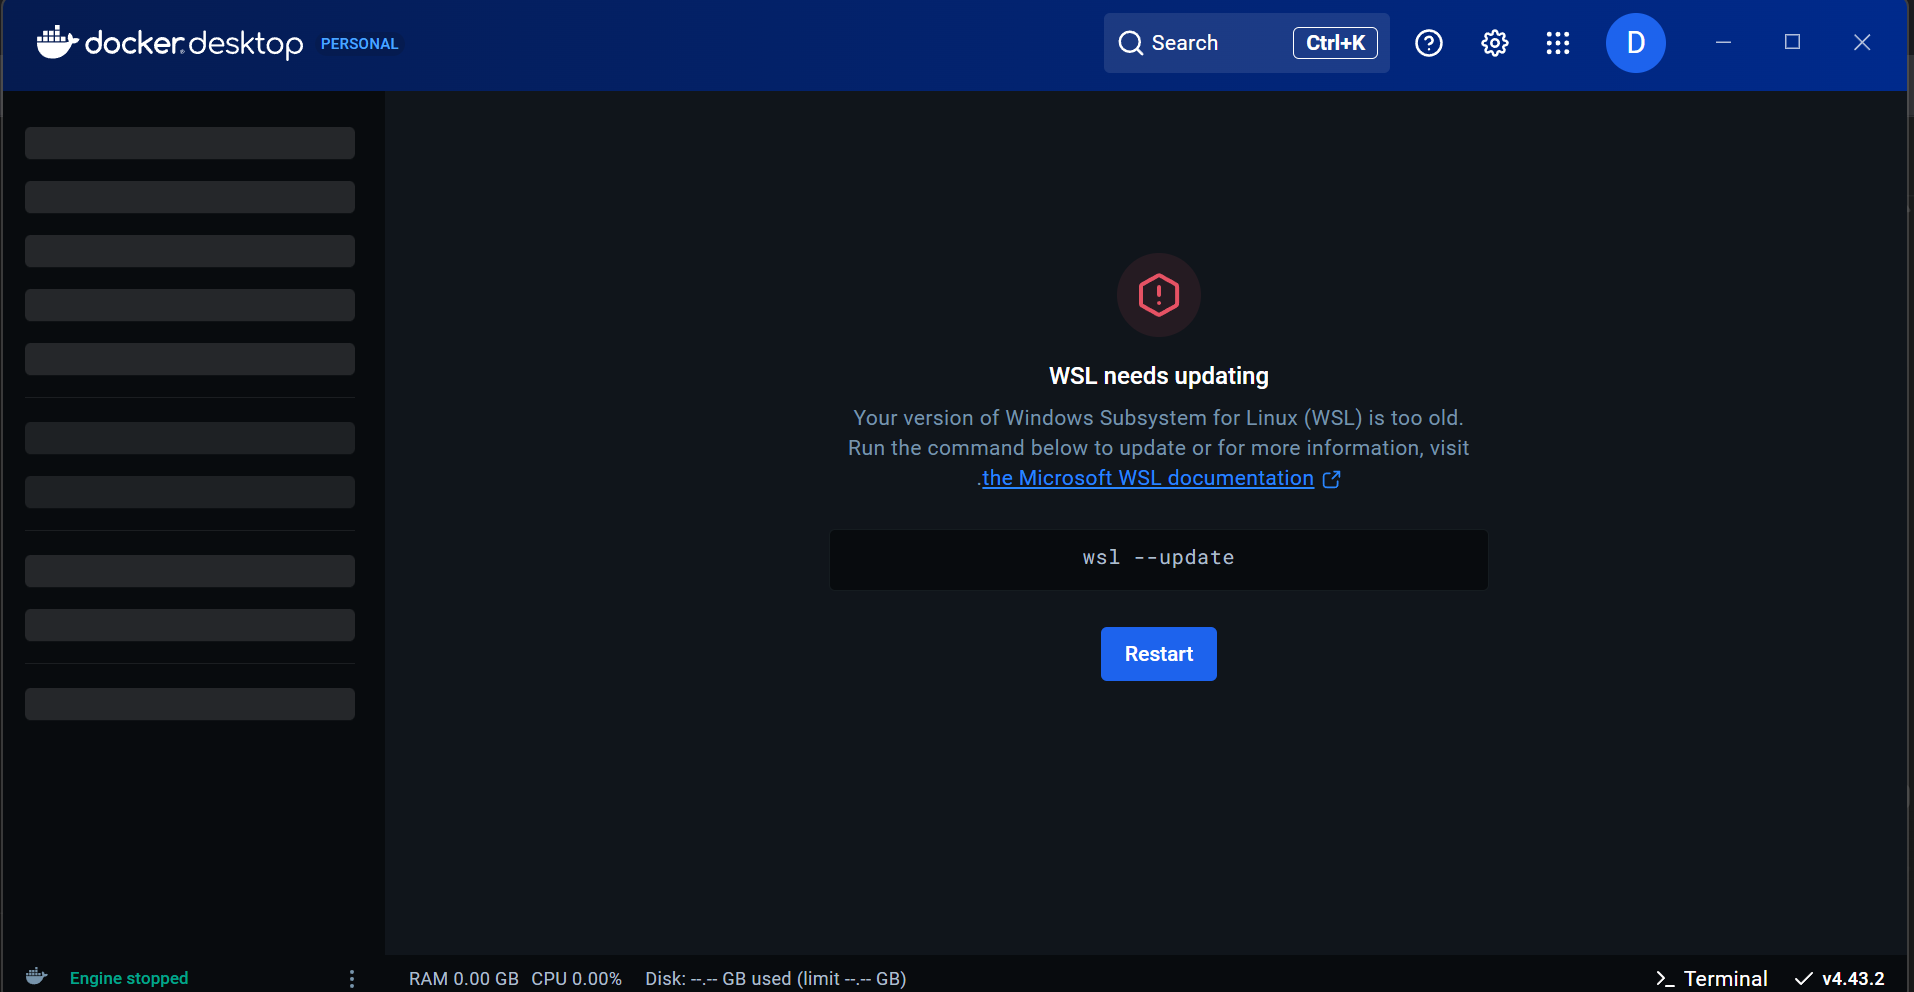 docker desktop PERSONAL
Search Ctrl+K
D
WSL needs updating
Your version of Windows Subsystem for Linux (WSL) is too old.
Run the command below to update or for more information, visit
.the Microsoft WSL documentation
wsl --update
Restart
Engine stopped
RAM 0.00 GB CPU 0.00% Disk: --.-- GB used (limit --.-- GB)
Terminal v4.43.2